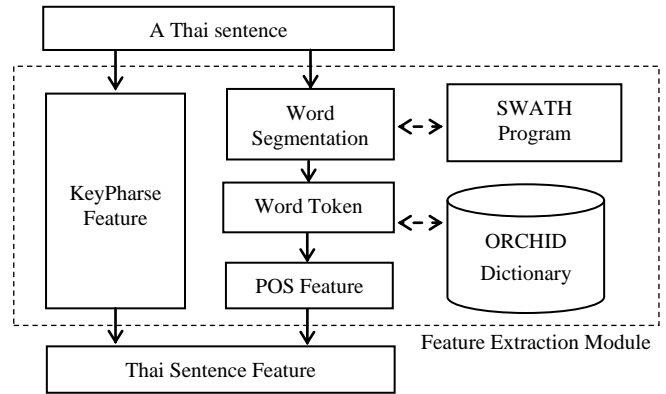 A Thai sentence
KeyPharse
Feature
Word
Segmentation
SWATH
Program
Word Token
ORCHID
Dictionary
POS Feature
Feature Extraction Module
Thai Sentence Feature